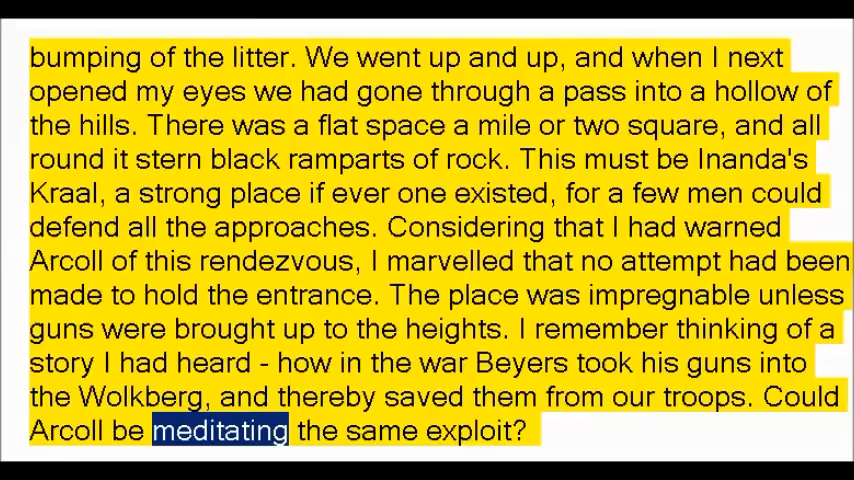 bumping of the litter. We went up and up, and when I next
opened my eyes we had gone through a pass into a hollow of
the hills. There was a flat space a mile or two square, and all
round it stern black ramparts of rock. This must be Inanda's
Kraal, a strong place if ever one existed, for a few men could
defend all the approaches. Considering that I had warned
Arcoll of this rendezvous, I marvelled that no attempt had been
made to hold the entrance. The place was impregnable unless
guns were brought up to the heights. I remember thinking of a
story I had heard - how in the war Beyers took his guns into
the Wolkberg, and thereby saved them from our troops. Could
Arcoll be meditating the same exploit?